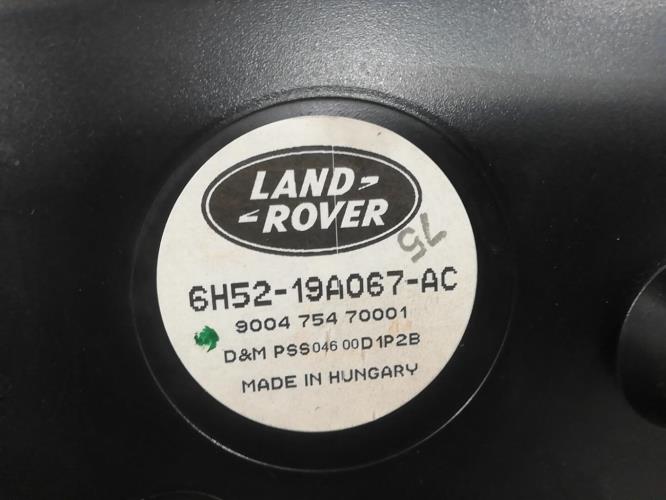 LAND-
-ROVER
75
6H52-19A067-AC
9004 754 70001
D&M PSS046 00D1P2B
MADE IN HUNGARY